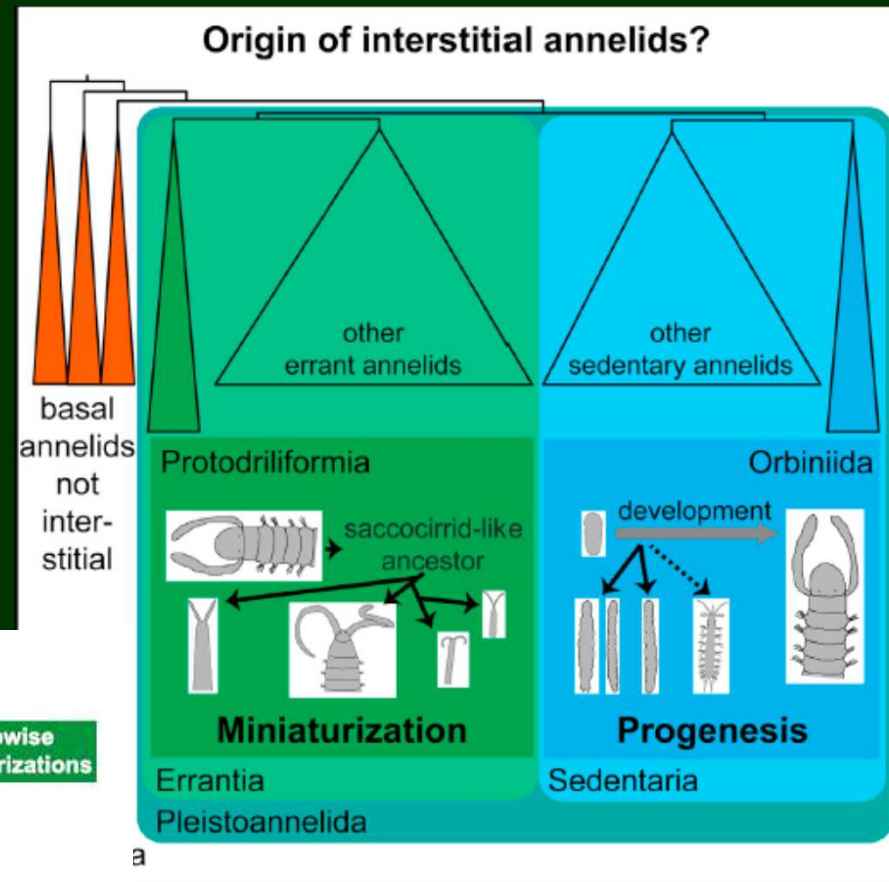 Origin of interstitial annelids?
basal
annelids
not
inter-
stitial
other
errant annelids
other
sedentary annelids
Protodriliformia
Orbiniida
saccocirrid-like
ancestor
development
Miniaturization
Progenesis
Errantia
Sedentaria
Pleistoannelida
a